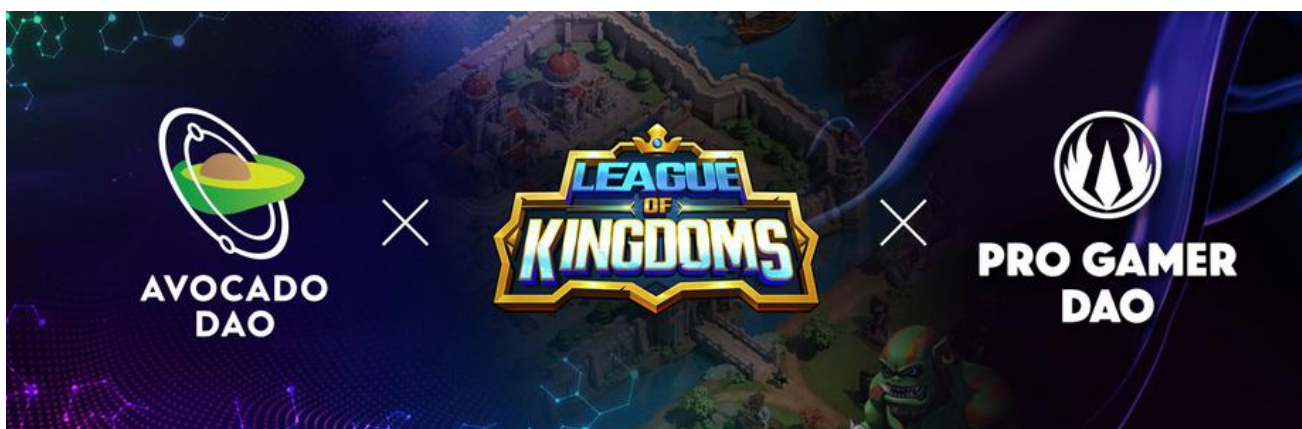 AVOCADO
DAO
LEAGUE
OF
KINGDOMS
PRO GAMER
DAO